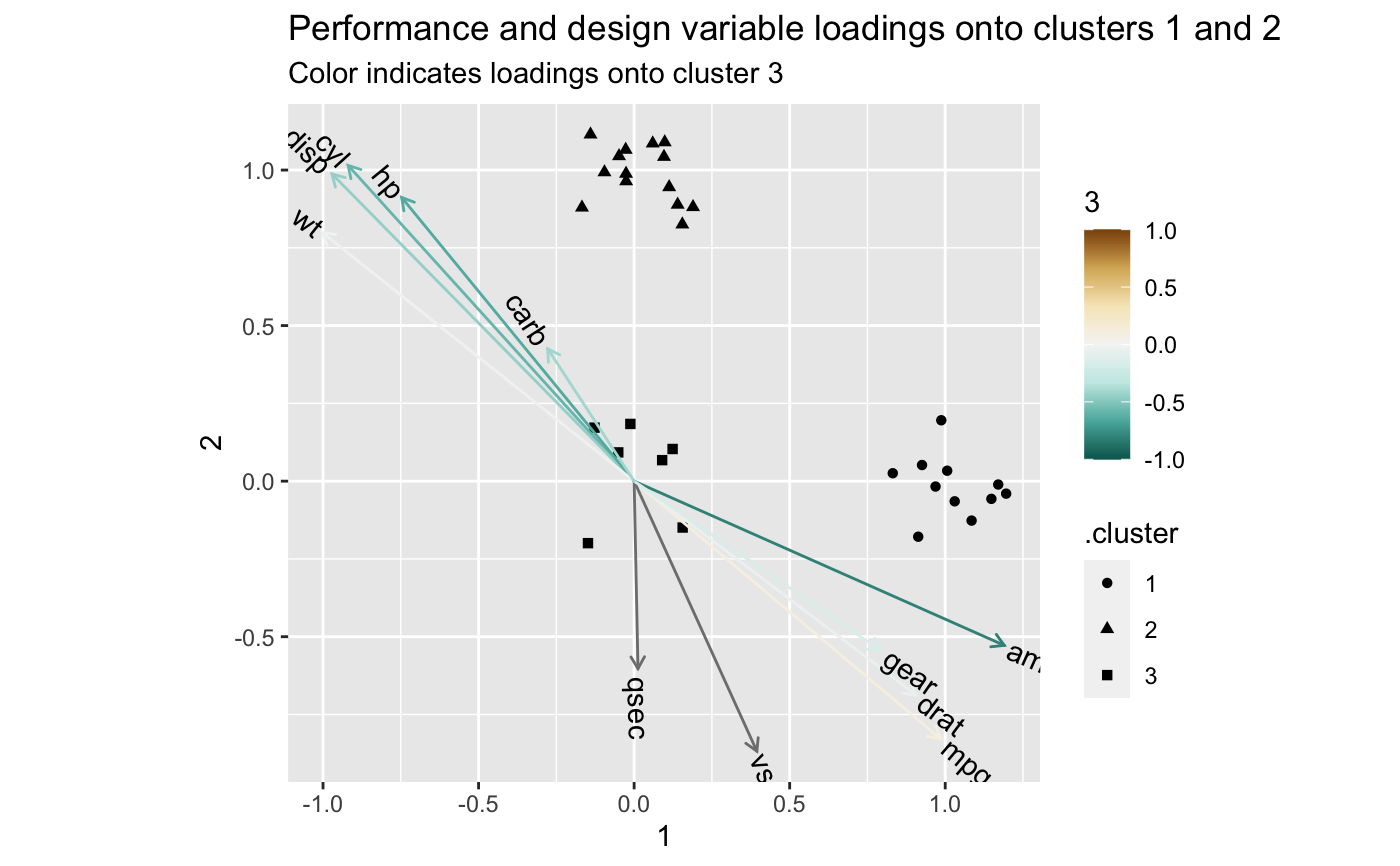 Performance and design variable loadings onto clusters 1 and 2
Color indicates loadings onto cluster 3
disp
cyl
hp
wt
carb
gear
drat
mpg
am
qsec
vs
1.0
0.5
0.0
-0.5
2
-1.0
-0.5
0.0
0.5
1.0
1
3
1.0
0.5
0.0
-0.5
-1.0
.cluster
1
2
3